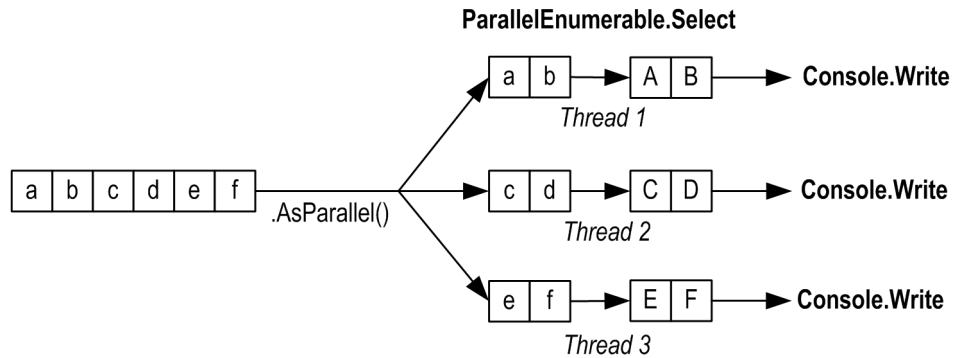 ParallelEnumerable.Select
a b A B Console.Write
Thread 1
a b c d e f c d C D Console.Write
.AsParallel()
Thread 2
e f E F Console.Write
Thread 3